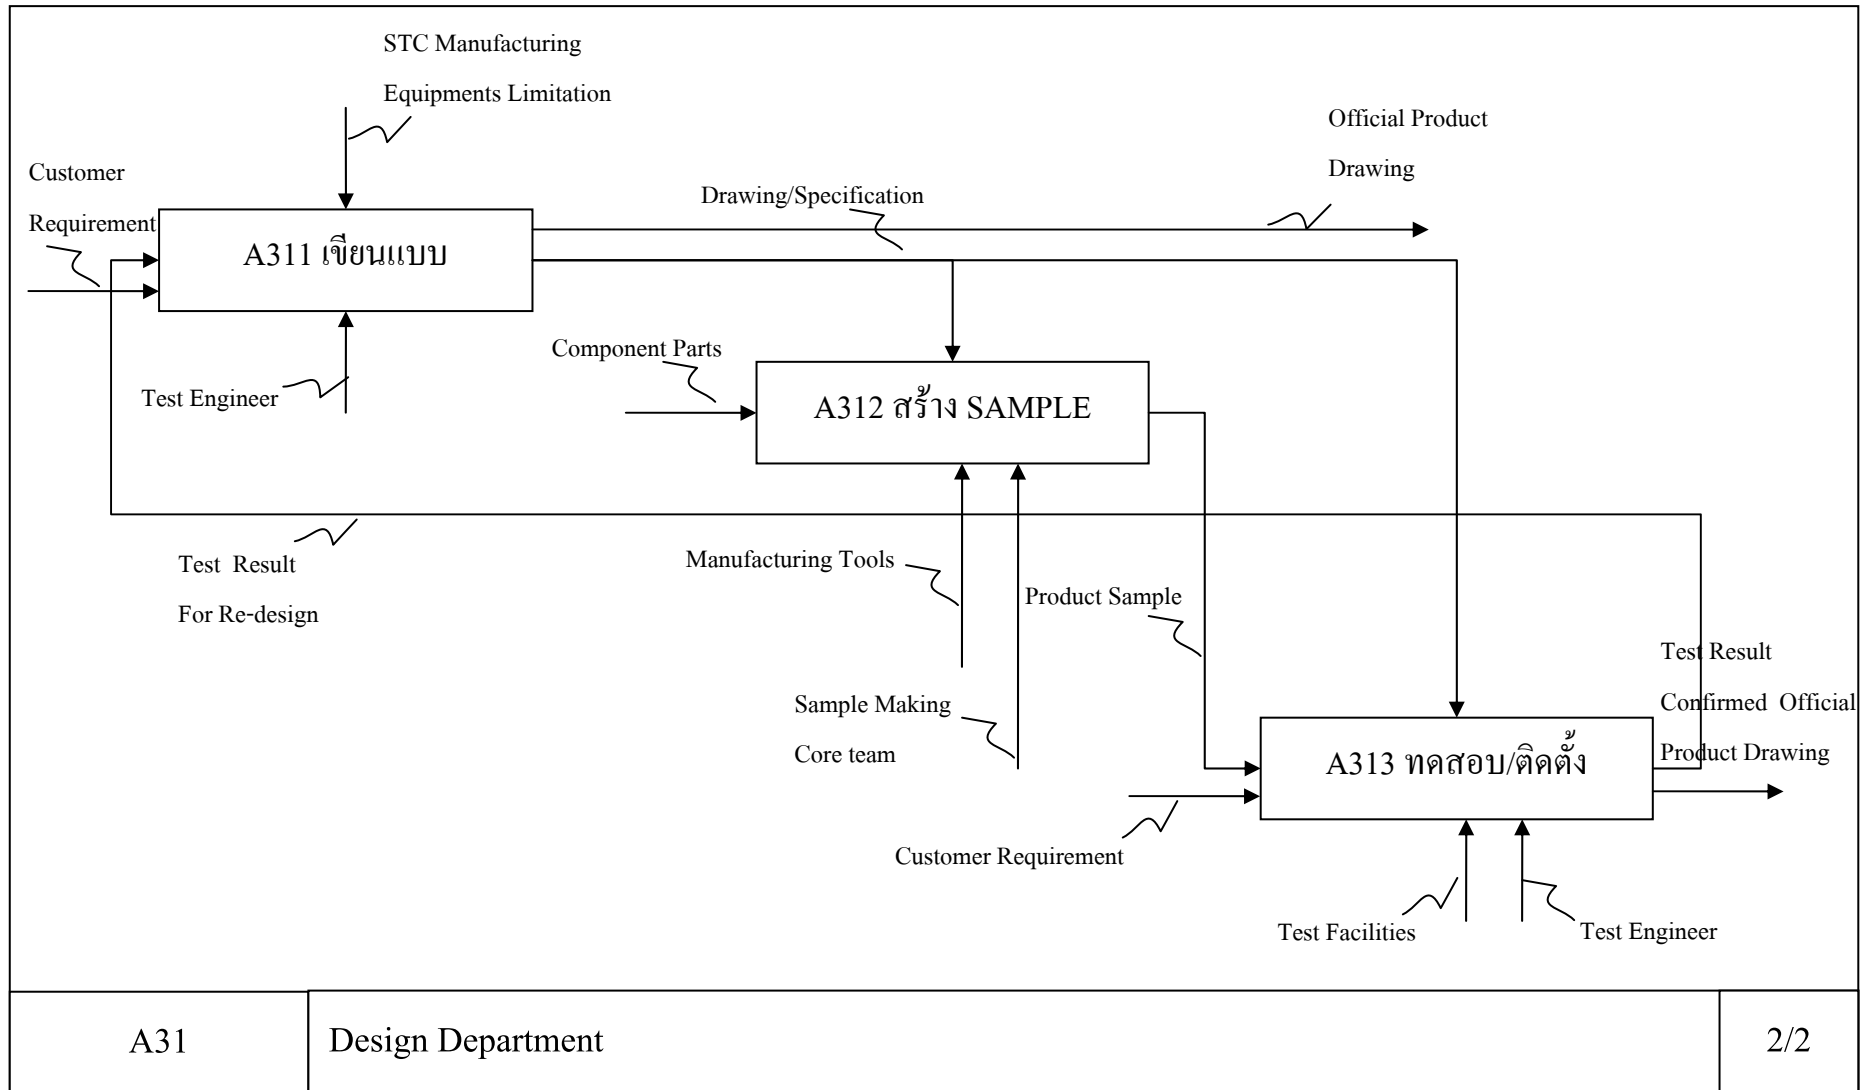 STC Manufacturing
Equipments Limitation
Official Product
Drawing
Customer
Requirement
Drawing/Specification
A311 เขียนแบบ
Component Parts
Test Engineer
A312 สร้าง SAMPLE
Test Result
For Re-design
Manufacturing Tools
Product Sample
Sample Making
Core team
Test Result
Confirmed Official
Product Drawing
A313 ทดสอบ/ติดตั้ง
Customer Requirement
Test Facilities
Test Engineer
A31
Design Department
2/2